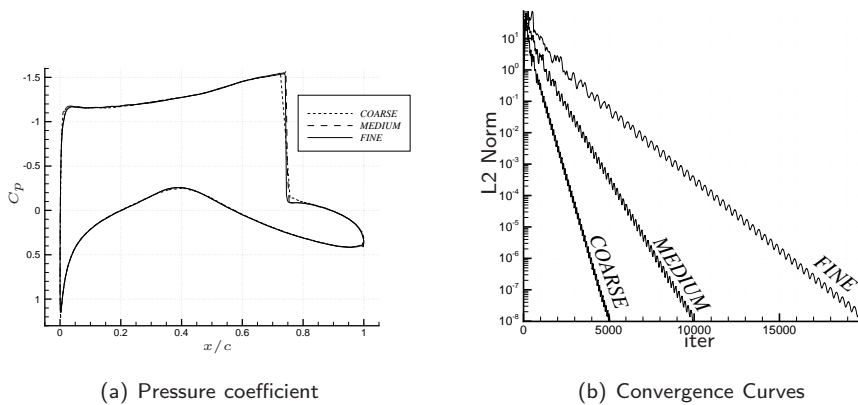 -1.5
-1
-0.5
0
0.5
1
Cp
0
0.2
0.4
0.6
0.8
1
x/c
COARSE
MEDIUM
FINE
(a) Pressure coefficient
10^1
10^0
10^-1
10^-2
10^-3
10^-4
10^-5
10^-6
10^-7
10^-8
L2 Norm
0
5000
10000
15000
Iter
COARSE
MEDIUM
FINE
(b) Convergence Curves